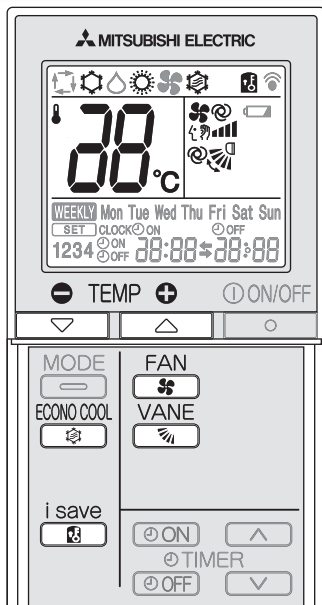 MITSUBISHI ELECTRIC
88°C
WEEKLY Mon Tue Wed Thu Fri Sat Sun
SET CLOCK ON OFF
1234 ON OFF 88:88 88:88
TEMP ON/OFF
MODE FAN
ECONO COOL VANE
i save
ON
TIMER
OFF